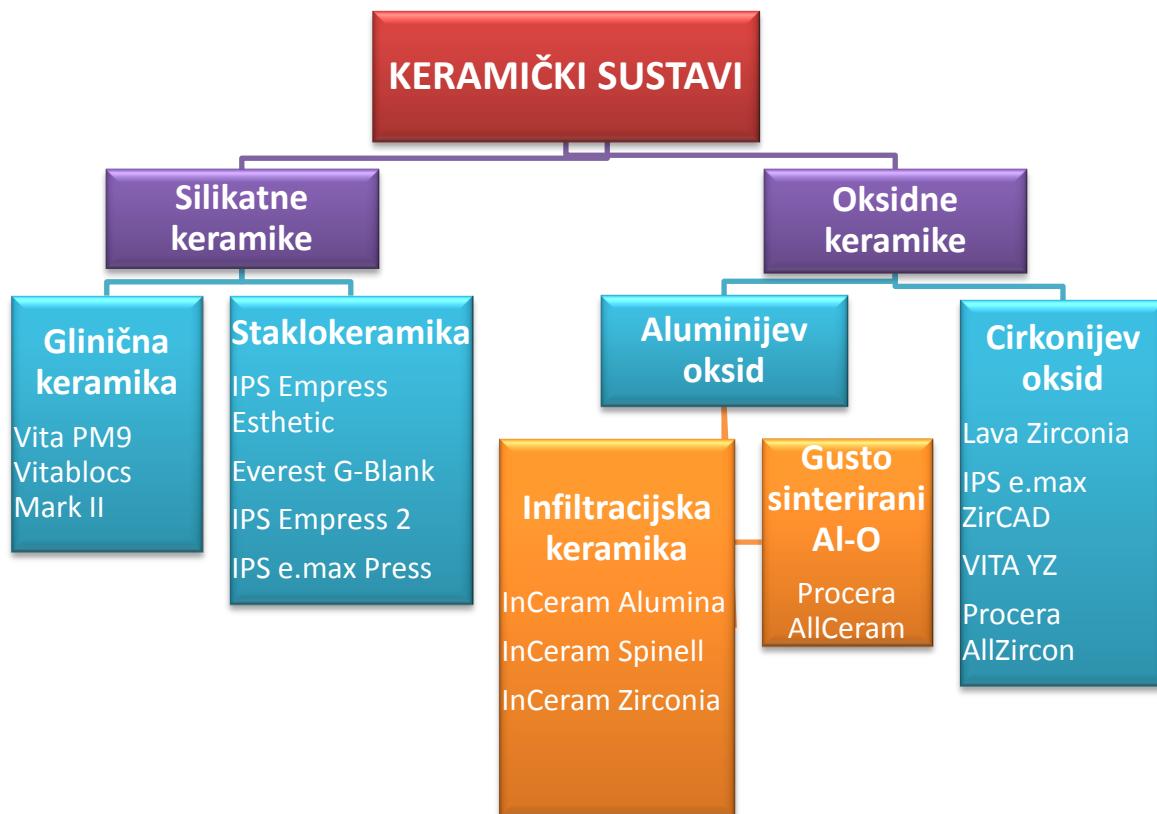 KERAMIČKI SUSTAVI
Silikatne
keramike
Oksidne
keramike
Glinična
keramika
Vita PM9
Vitablocs
Mark II
Staklokeramika
IPS Empress
Esthetic
Everest G-Blank
IPS Empress 2
IPS e.max Press
Aluminijev
oksid
Infiltracijska
keramika
InCeram Alumina
InCeram Spinell
InCeram Zirconia
Gusto
sinterirani
Al-O
Procera
AllCeram
Cirkonijev
oksid
Lava Zirconia
IPS e.max
ZirCAD
VITA YZ
Procera
AllZircon